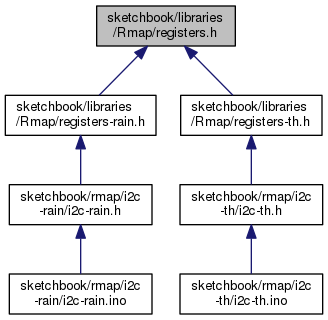 sketchbook/libraries
/Rmap/registers.h
sketchbook/libraries
/Rmap/registers-rain.h
sketchbook/libraries
/Rmap/registers-th.h
sketchbook/rmap/i2c
-rain/i2c-rain.h
sketchbook/rmap/i2c
-th/i2c-th.h
sketchbook/rmap/i2c
-rain/i2c-rain.ino
sketchbook/rmap/i2c
-th/i2c-th.ino